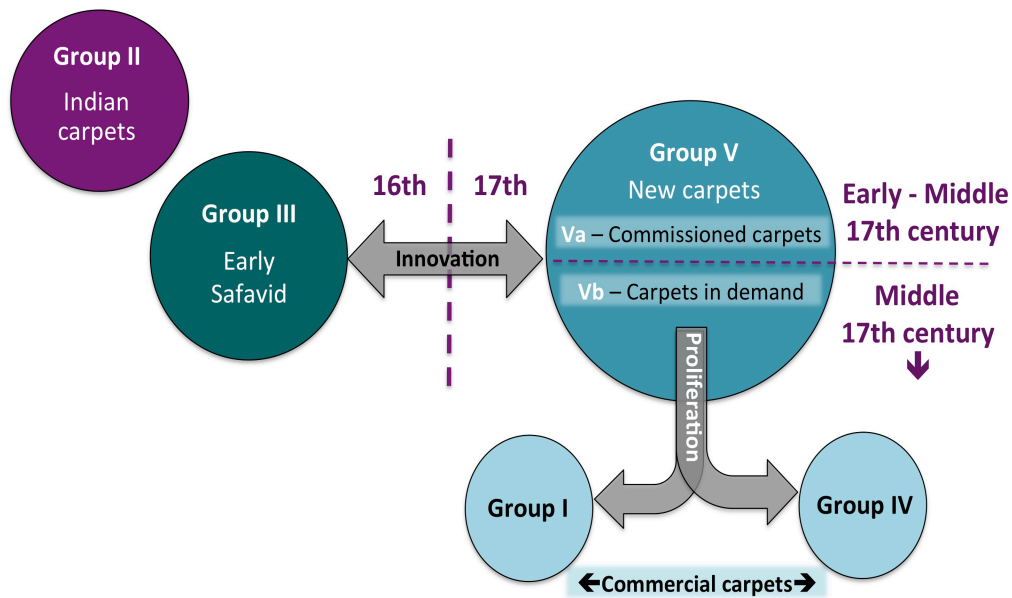 Group II
Indian
carpets
Group III
Early
Safavid
16th
17th
Innovation
Group V
New carpets
Va – Commissioned carpets
Vb – Carpets in demand
Early - Middle
17th century
Middle
17th century
Proliferation
Group I
Group IV
Commercial carpets